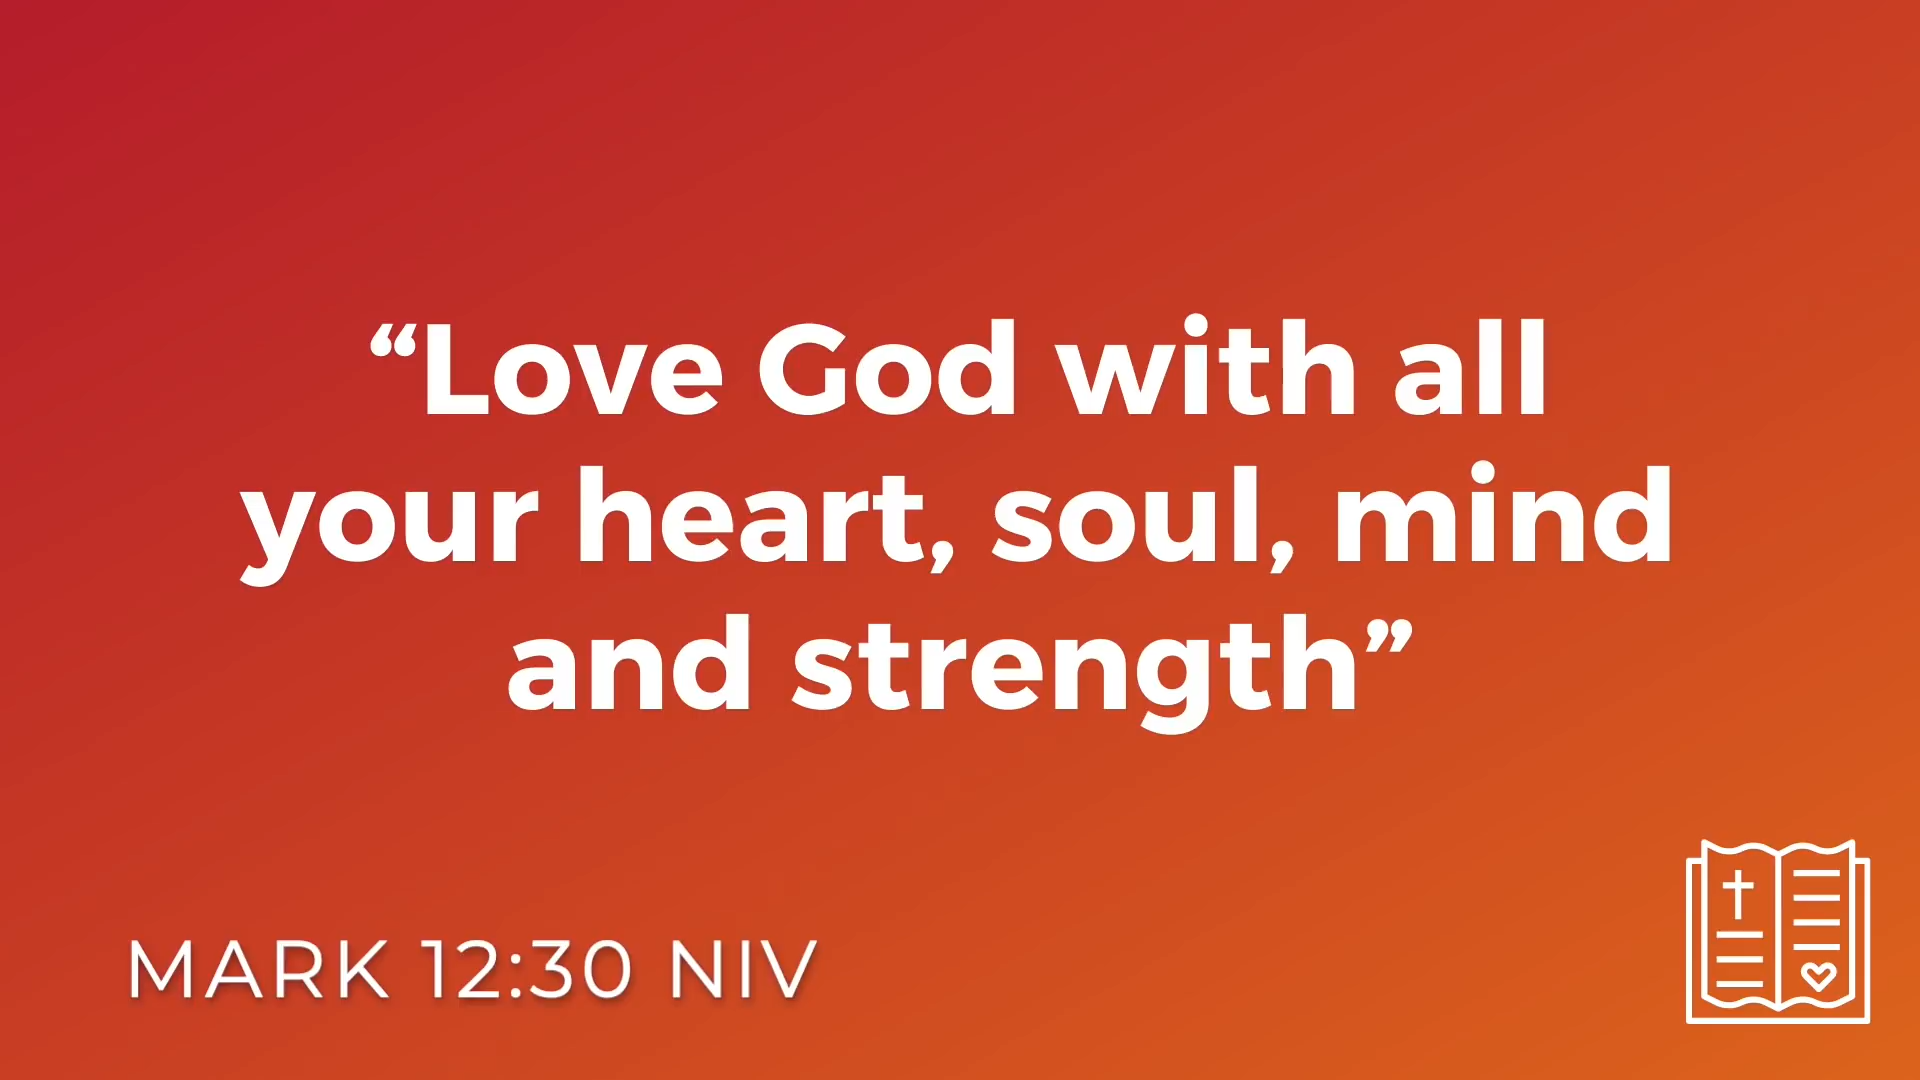 “Love God with all
your heart, soul, mind
and strength”
MARK 12:30 NIV